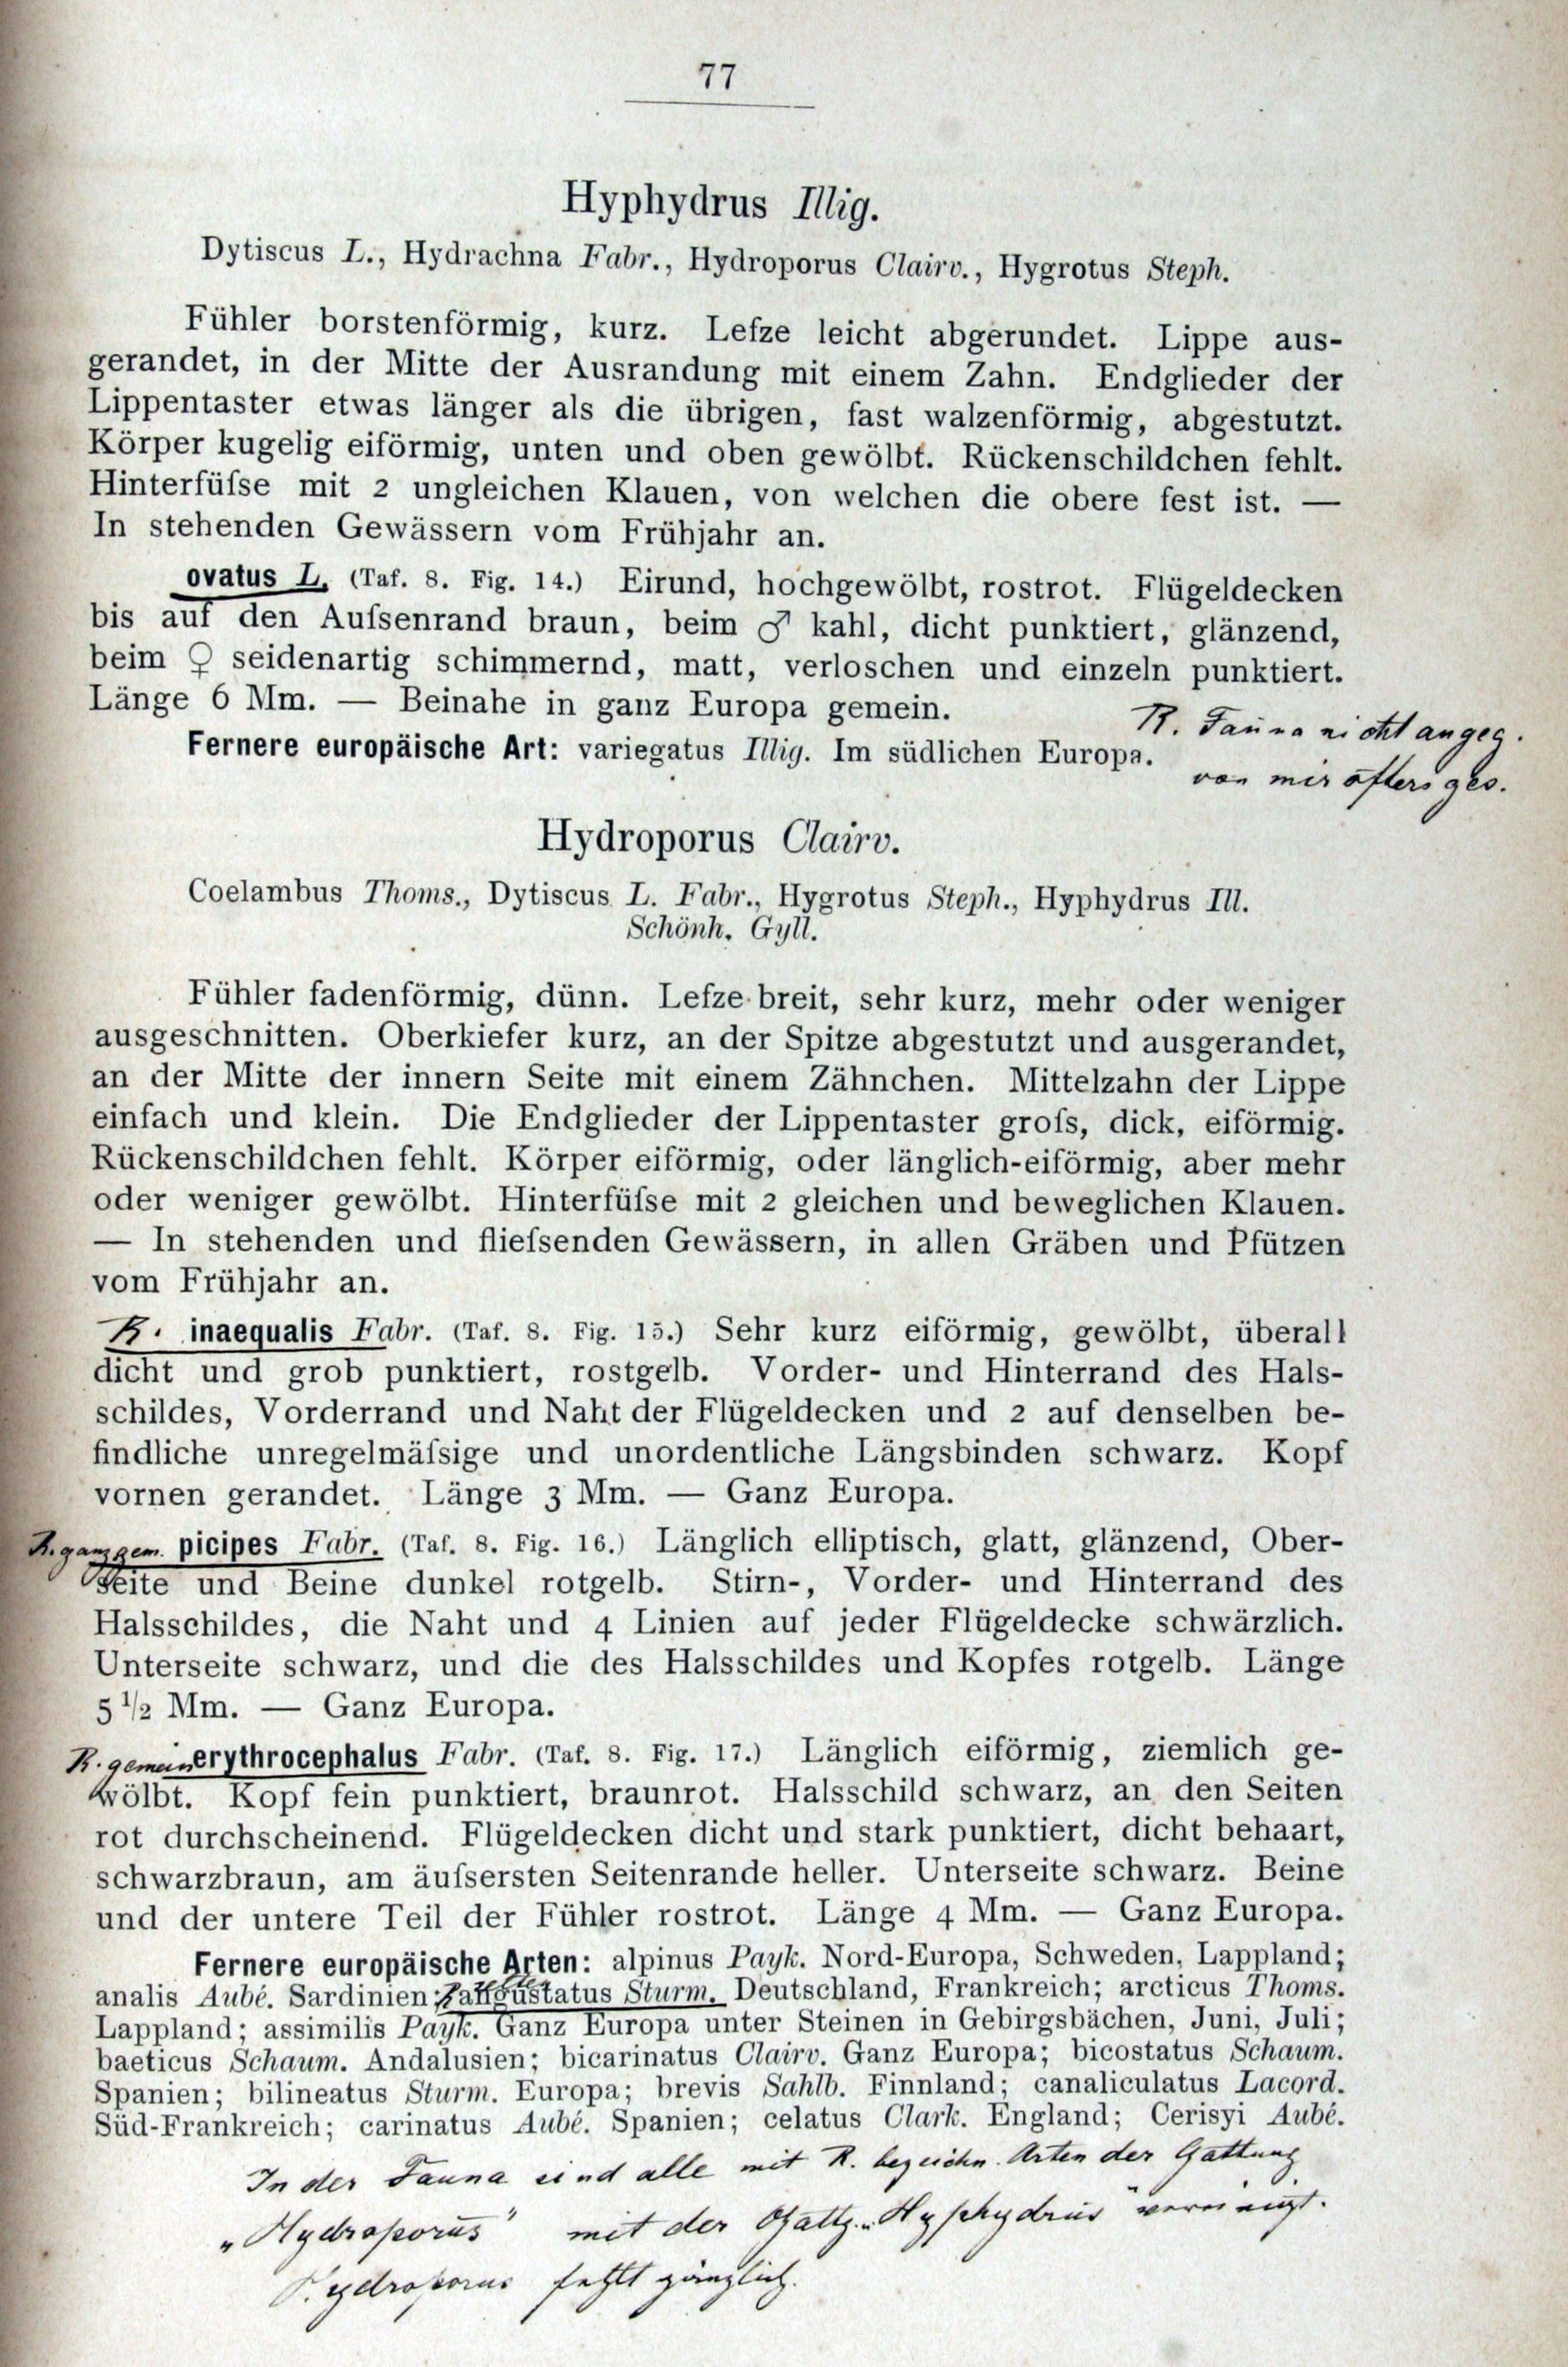 77
Hyphydrus Illig.
Dytiscus L., Hydrachna Fabr., Hydroporus Clairv., Hygrotus Steph.
Fühler borstenförmig, kurz. Lefze leicht abgerundet. Lippe aus-
gerandet, in der Mitte der Ausrandung mit einem Zahn. Endglieder der
Lippentaster etwas länger als die übrigen, fast walzenförmig, abgestutzt.
Körper kugelig eiförmig, unten und oben gewölbt. Rückenschildchen fehlt.
Hinterfüſse mit 2 ungleichen Klauen, von welchen die obere fest ist. —
In stehenden Gewässern vom Frühjahr an.
ovatus L. (Taf. 8. Fig. 14.) Eirund, hochgewölbt, rostrot. Flügeldecken
bis auf den Auſsenrand braun, beim ♂ kahl, dicht punktiert, glänzend,
beim ♀ seidenartig schimmernd, matt, verloschen und einzeln punktiert.
Länge 6 Mm. — Beinahe in ganz Europa gemein.
R. Fauna nicht angeg.
Fernere europäische Art: variegatus Illig. Im südlichen Europa.
von mir öfters ges.
Hydroporus Clairv.
Coelambus Thoms., Dytiscus L. Fabr., Hygrotus Steph., Hyphydrus Ill.
Schönh. Gyll.
Fühler fadenförmig, dünn. Lefze breit, sehr kurz, mehr oder weniger
ausgeschnitten. Oberkiefer kurz, an der Spitze abgestutzt und ausgerandet,
an der Mitte der innern Seite mit einem Zähnchen. Mittelzahn der Lippe
einfach und klein. Die Endglieder der Lippentaster groſs, dick, eiförmig.
Rückenschildchen fehlt. Körper eiförmig, oder länglich-eiförmig, aber mehr
oder weniger gewölbt. Hinterfüſse mit 2 gleichen und beweglichen Klauen.
— In stehenden und flieſsenden Gewässern, in allen Gräben und Pfützen
vom Frühjahr an.
R. inaequalis Fabr. (Taf. 8. Fig. 15.) Sehr kurz eiförmig, gewölbt, überall
dicht und grob punktiert, rostgelb. Vorder- und Hinterrand des Hals-
schildes, Vorderrand und Naht der Flügeldecken und 2 auf denselben be-
findliche unregelmäſsige und unordentliche Längsbinden schwarz. Kopf
vornen gerandet. Länge 3 Mm. — Ganz Europa.
R. ganz gem. picipes Fabr. (Taf. 8. Fig. 16.) Länglich elliptisch, glatt, glänzend, Ober-
seite und Beine dunkel rotgelb. Stirn-, Vorder- und Hinterrand des
Halsschildes, die Naht und 4 Linien auf jeder Flügeldecke schwärzlich.
Unterseite schwarz, und die des Halsschildes und Kopfes rotgelb. Länge
5 1/2 Mm. — Ganz Europa.
R. gemein erythrocephalus Fabr. (Taf. 8. Fig. 17.) Länglich eiförmig, ziemlich ge-
wölbt. Kopf fein punktiert, braunrot. Halsschild schwarz, an den Seiten
rot durchscheinend. Flügeldecken dicht und stark punktiert, dicht behaart,
schwarzbraun, am äuſsersten Seitenrande heller. Unterseite schwarz. Beine
und der untere Teil der Fühler rostrot. Länge 4 Mm. — Ganz Europa.
Fernere europäische Arten: alpinus Payk. Nord-Europa, Schweden, Lappland;
analis Aubé. Sardinien; angustatus Sturm. Deutschland, Frankreich; arcticus Thoms.
Lappland; assimilis Payk. Ganz Europa unter Steinen in Gebirgsbächen, Juni, Juli;
baeticus Schaum. Andalusien; bicarinatus Clairv. Ganz Europa; bicostatus Schaum.
Spanien; bilineatus Sturm. Europa; brevis Sahlb. Finnland; canaliculatus Lacord.
Süd-Frankreich; carinatus Aubé. Spanien; celatus Clark. England; Cerisyi Aubé.
In der Fauna sind alle mit R. bezeichn. Arten der Gattung
„Hydroporus" mit der Gattg. „Hyphydrus" vereinigt.
Hydroporus fehlt gänzlich.